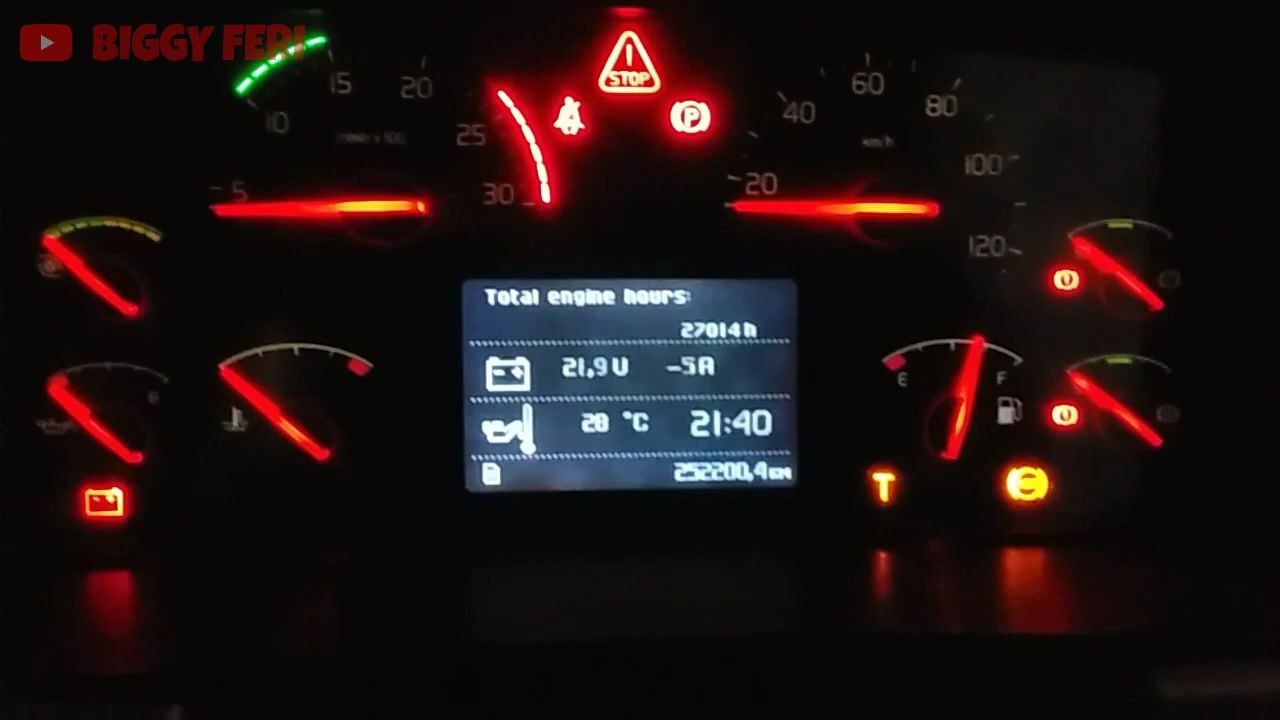 BIGGY FERI
5
10
15
20
25
30
STOP
P
20
40
60
80
100
120
km/h
Total engine hours:
27014h
21,9V -5A
28 °C 21:40
252200,4KM
E
F
T